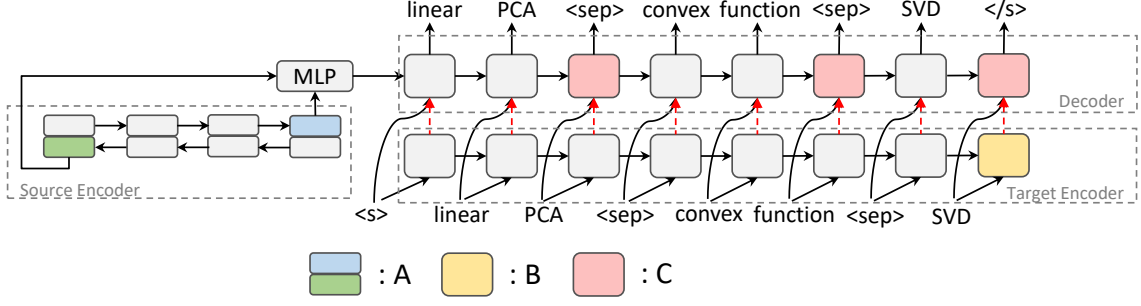 linear PCA <sep> convex function <sep> SVD </s>
MLP
Decoder
Source Encoder
Target Encoder
<s> linear PCA <sep> convex function <sep> SVD
: A : B : C